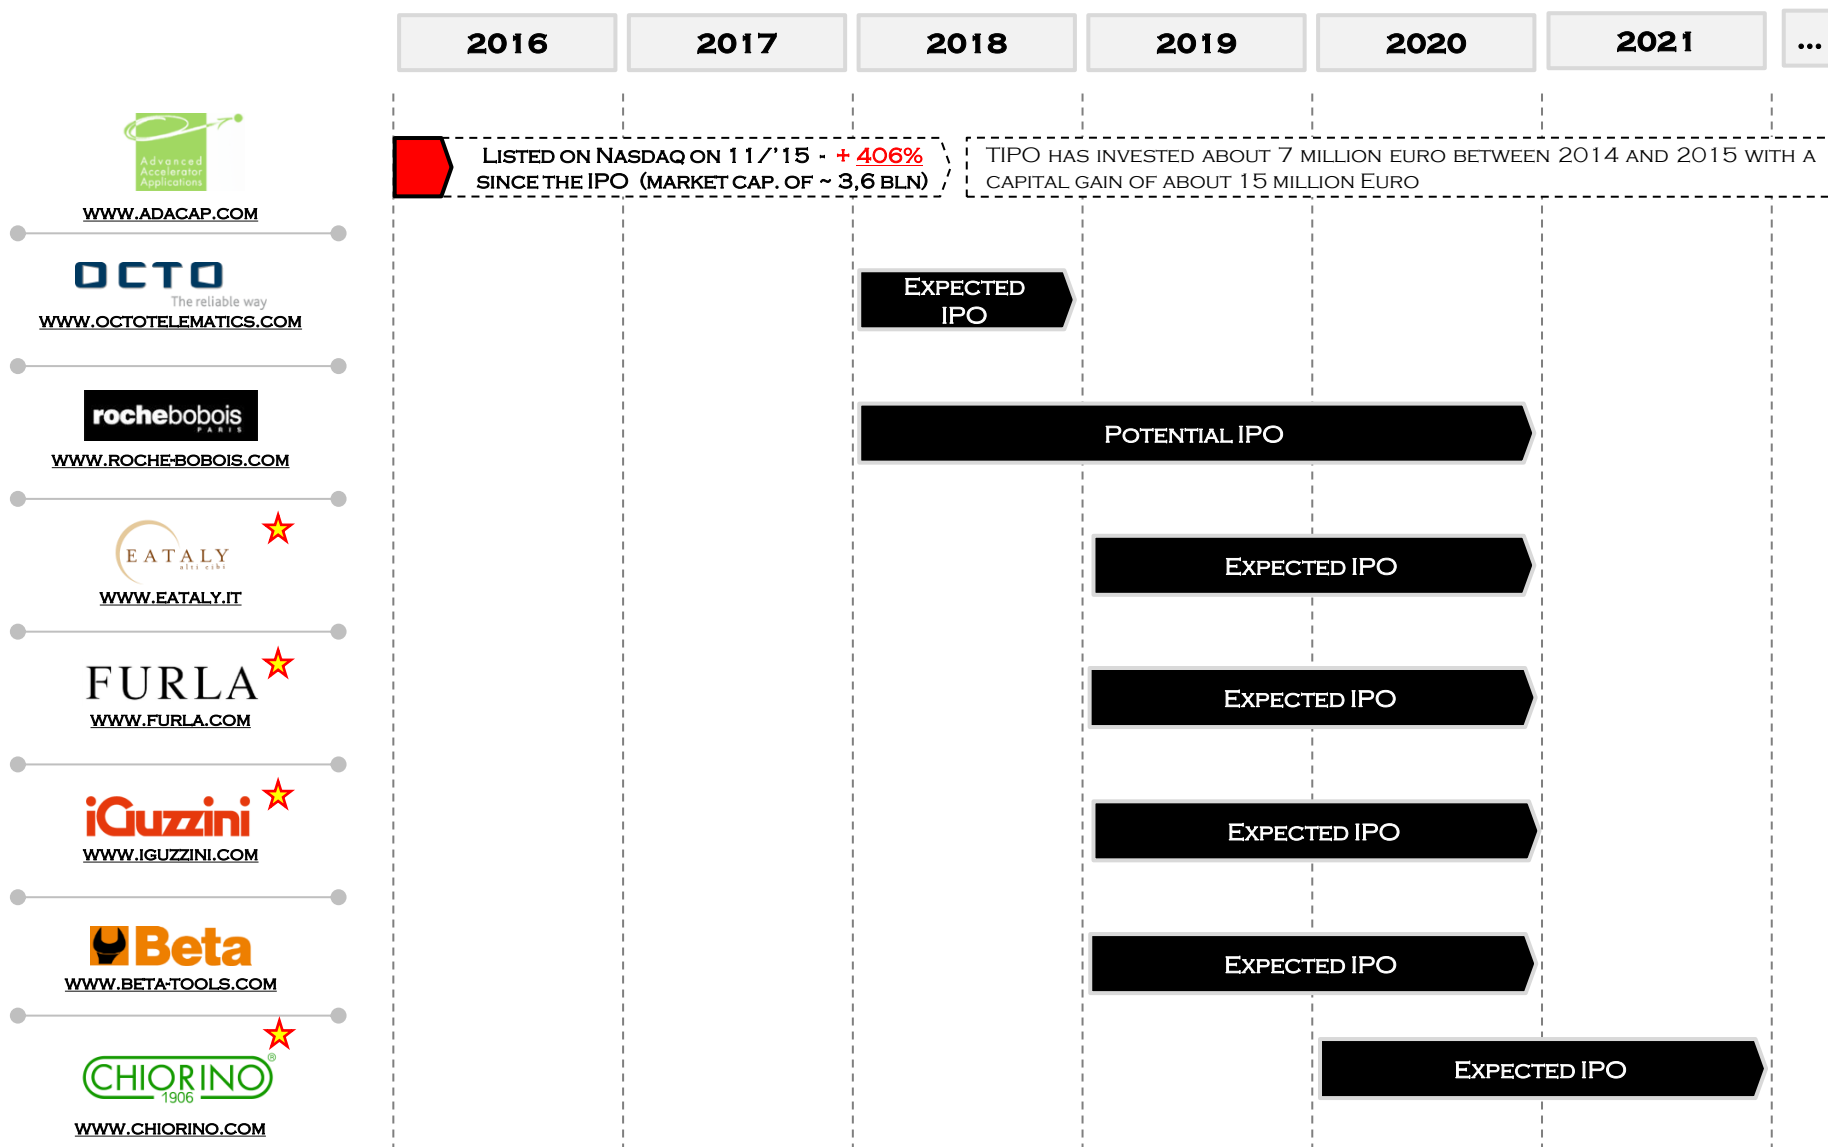 2016 2017 2018 2019 2020 2021 ...
Advanced
Accelerator
Applications
LISTED ON NASDAQ ON 11/'15 - + 406%
SINCE THE IPO (MARKET CAP. OF ~ 3,6 BLN)
TIPO HAS INVESTED ABOUT 7 MILLION EURO BETWEEN 2014 AND 2015 WITH A
CAPITAL GAIN OF ABOUT 15 MILLION EURO
WWW.ADACAP.COM
OCTO
The reliable way
WWW.OCTOTELEMATICS.COM
EXPECTED
IPO
rochebobois
PARIS
WWW.ROCHE-BOBOIS.COM
POTENTIAL IPO
EATALY
alti cibi
WWW.EATALY.IT
EXPECTED IPO
FURLA
WWW.FURLA.COM
EXPECTED IPO
iGuzzini
WWW.IGUZZINI.COM
EXPECTED IPO
Beta
WWW.BETA-TOOLS.COM
EXPECTED IPO
CHIORINO®
1906
WWW.CHIORINO.COM
EXPECTED IPO